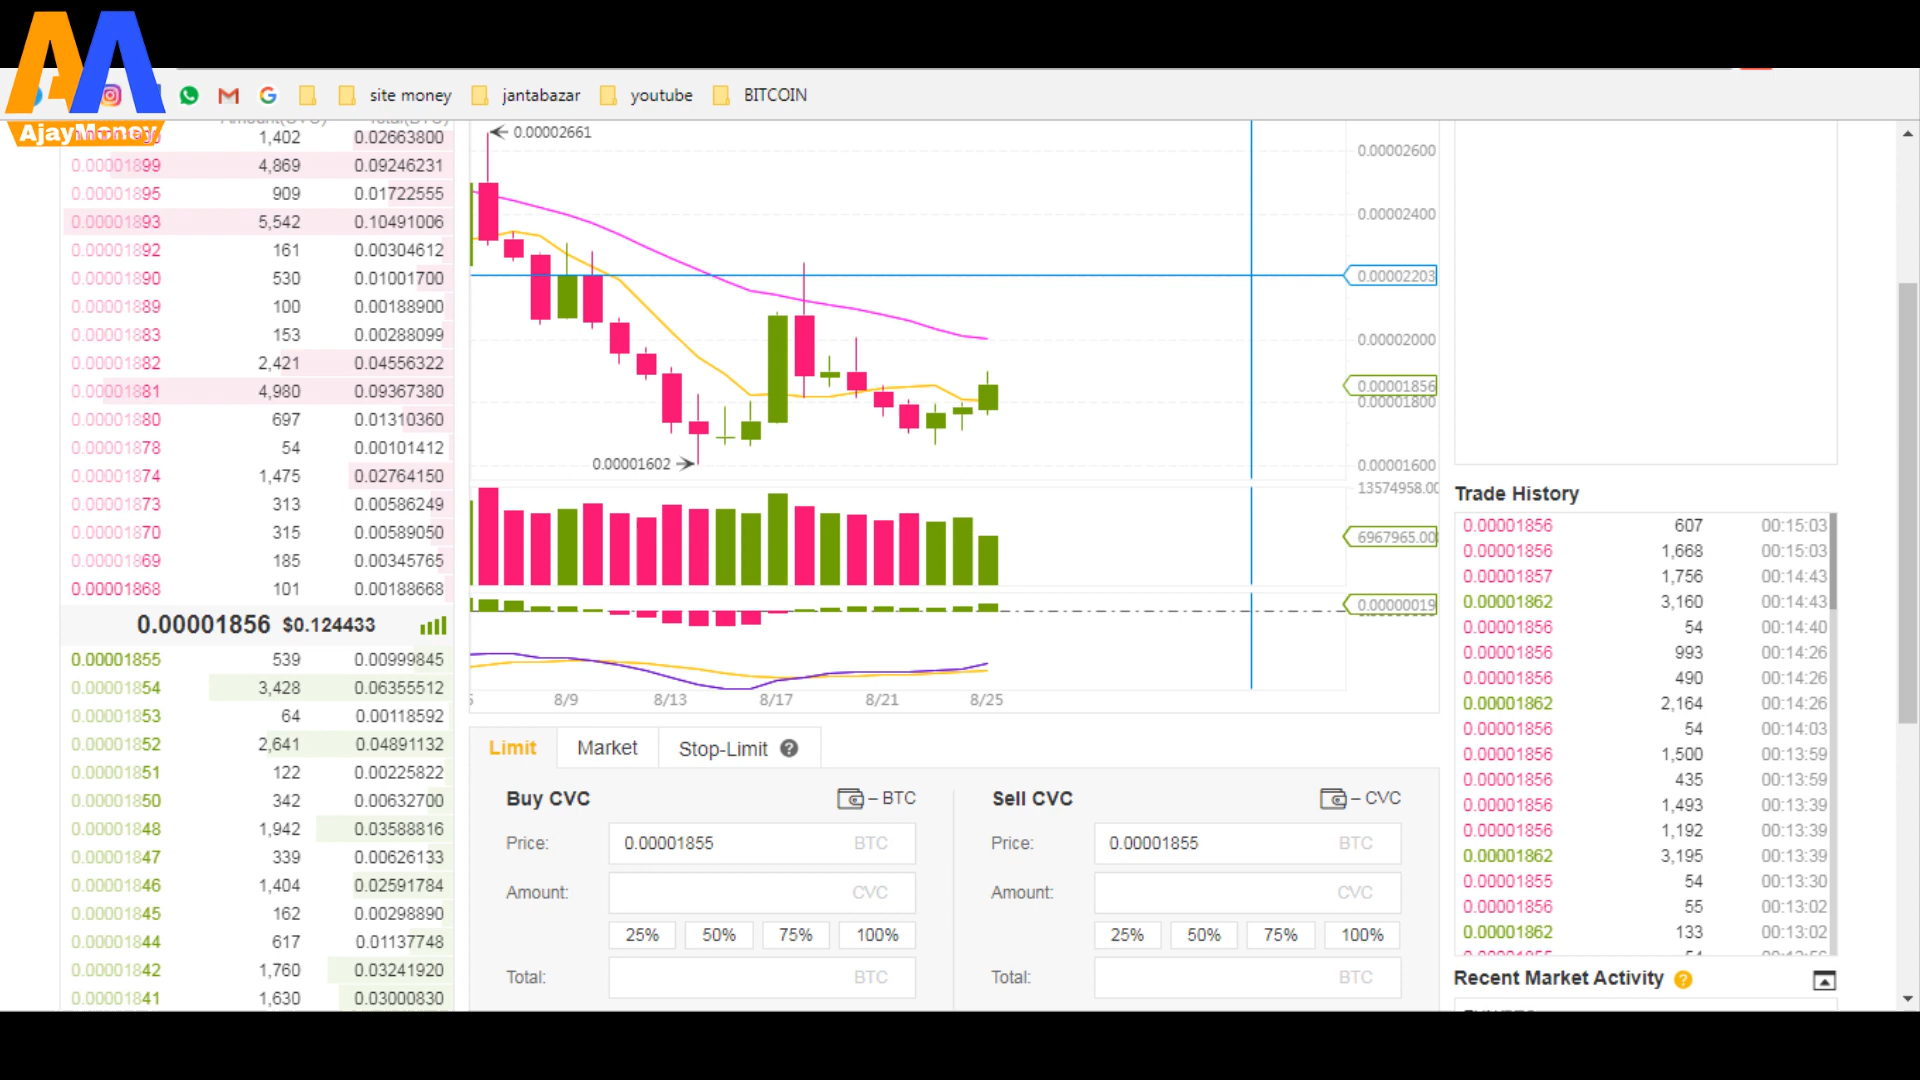 AjayMoney
site money
jantabazar
youtube
BITCOIN
1,402 0.02663800
0.00001899 4,869 0.09246231
0.00001895 909 0.01722555
0.00001893 5,542 0.10491006
0.00001892 161 0.00304612
0.00001890 530 0.01001700
0.00001889 100 0.00188900
0.00001883 153 0.00288099
0.00001882 2,421 0.04556322
0.00001881 4,980 0.09367380
0.00001880 697 0.01310360
0.00001878 54 0.00101412
0.00001874 1,475 0.02764150
0.00001873 313 0.00586249
0.00001870 315 0.00589050
0.00001869 185 0.00345765
0.00001868 101 0.00188668
0.00001856 $0.124433
0.00001855 539 0.00999845
0.00001854 3,428 0.06355512
0.00001853 64 0.00118592
0.00001852 2,641 0.04891132
0.00001851 122 0.00225822
0.00001850 342 0.00632700
0.00001848 1,942 0.03588816
0.00001847 339 0.00626133
0.00001846 1,404 0.02591784
0.00001845 162 0.00298890
0.00001844 617 0.01137748
0.00001842 1,760 0.03241920
0.00001841 1,630 0.03000830
0.00002661
0.00001602
0.00002600
0.00002400
0.00002203
0.00002000
0.00001856
0.00001800
0.00001600
13574958.00
6967965.00
0.00000019
8/9 8/13 8/17 8/21 8/25
Limit Market Stop-Limit ?
Buy CVC – BTC
Price: 0.00001855 BTC
Amount: CVC
25% 50% 75% 100%
Total: BTC
Sell CVC – CVC
Price: 0.00001855 BTC
Amount: CVC
25% 50% 75% 100%
Total: BTC
Trade History
0.00001856 607 00:15:03
0.00001856 1,668 00:15:03
0.00001857 1,756 00:14:43
0.00001862 3,160 00:14:43
0.00001856 54 00:14:40
0.00001856 993 00:14:26
0.00001856 490 00:14:26
0.00001862 2,164 00:14:26
0.00001856 54 00:14:03
0.00001856 1,500 00:13:59
0.00001856 435 00:13:59
0.00001856 1,493 00:13:39
0.00001856 1,192 00:13:39
0.00001862 3,195 00:13:39
0.00001855 54 00:13:30
0.00001856 55 00:13:02
0.00001862 133 00:13:02
Recent Market Activity ?